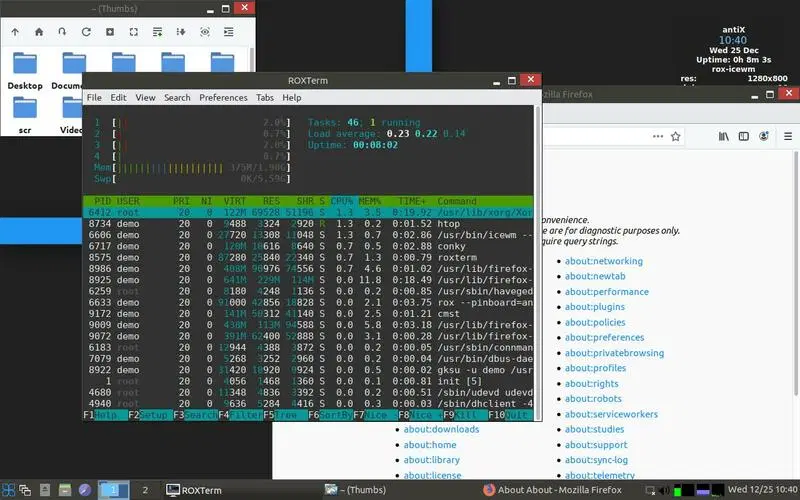 ~ (Thumbs)
Desktop
Docum
scr
Video
antiX
10:40
Wed 25 Dec
Uptime: 0h 8m 3s
rox-icewm
res: 1280x800
ROXTerm
File Edit View Search Preferences Tabs Help
1 [|| 2.0%] Tasks: 46; 1 running
2 [| 0.7%] Load average: 0.23 0.22 0.14
3 [|| 2.0%] Uptime: 00:08:02
4 [| 0.7%]
Mem[ 375M/1.90G]
Swp[ 0K/5.59G]
PID USER PRI NI VIRT RES SHR S CPU% MEM% TIME+ Command
6412 root 20 0 122M 69528 51196 S 1.3 3.5 0:19.92 /usr/lib/xorg/Xor
8734 demo 20 0 9488 3324 2920 R 1.3 0.2 0:01.52 htop
6606 demo 20 0 27720 13308 11048 S 1.3 0.7 0:02.86 /usr/bin/icewm --
6717 demo 20 0 120M 10616 8640 S 0.7 0.5 0:02.88 conky
8575 demo 20 0 87280 25840 22340 S 0.7 1.3 0:00.79 roxterm
8986 demo 20 0 408M 90976 74556 S 0.7 4.6 0:01.02 /usr/lib/firefox-
8925 demo 20 0 641M 229M 114M S 0.0 11.8 0:18.49 /usr/lib/firefox-
6259 root 20 0 8180 4248 1136 S 0.0 0.2 0:00.85 /usr/sbin/haveged
6633 demo 20 0 91000 42856 18828 S 0.0 2.1 0:03.75 rox --pinboard=an
9172 demo 20 0 141M 50312 41140 S 0.0 2.5 0:01.21 cmst
9009 demo 20 0 438M 113M 94588 S 0.0 5.8 0:03.18 /usr/lib/firefox-
9072 demo 20 0 391M 62400 52888 S 0.0 3.1 0:00.28 /usr/lib/firefox-
6183 root 20 0 12944 4388 3872 S 0.0 0.2 0:00.05 /usr/sbin/connman
7079 demo 20 0 5268 3252 2960 S 0.0 0.2 0:00.04 /usr/bin/dbus-dae
8922 demo 20 0 31420 10920 9924 S 0.0 0.5 0:00.02 gksu -u demo /usr
1 root 20 0 4056 1468 1360 S 0.0 0.1 0:00.81 init [5]
4680 root 20 0 11348 4836 3392 S 0.0 0.2 0:00.51 /sbin/udevd udevd
4940 root 20 0 9636 5284 4416 S 0.0 0.3 0:00.03 /sbin/dhclient -4
F1Help F2Setup F3Search F4Filter F5Tree F6SortBy F7Nice - F8Nice + F9Kill F10Quit
ozilla Firefox
onvenience.
e are for diagnostic purposes only.
quire query strings.
about:networking
about:newtab
about:performance
about:plugins
about:policies
about:preferences
about:privatebrowsing
about:profiles
about:rights
about:robots
about:downloads
about:serviceworkers
about:home
about:studies
about:library
about:support
about:license
about:sync-log
about:telemetry
1 2 ROXTerm ~ (Thumbs) About About - Mozilla Firefox Wed 12/25 10:40